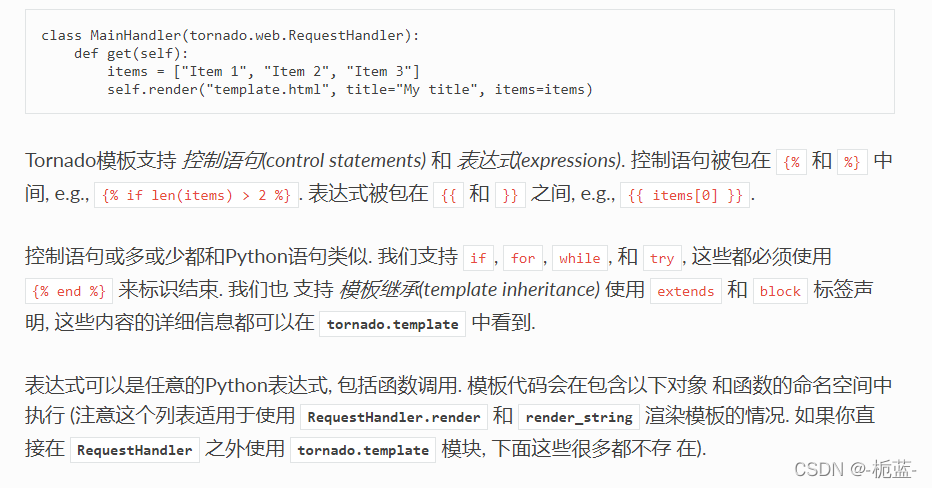 class MainHandler(tornado.web.RequestHandler):
    def get(self):
        items = ["Item 1", "Item 2", "Item 3"]
        self.render("template.html", title="My title", items=items)
Tornado模板支持 控制语句(control statements) 和 表达式(expressions). 控制语句被包在 {% 和 %} 中
间, e.g., {% if len(items) > 2 %}. 表达式被包在 {{ 和 }} 之间, e.g., {{ items[0] }}.
控制语句或多或少都和Python语句类似. 我们支持 if, for, while, 和 try, 这些都必须使用
{% end %} 来标识结束. 我们也 支持 模板继承(template inheritance) 使用 extends 和 block 标签声
明, 这些内容的详细信息都可以在 tornado.template 中看到.
表达式可以是任意的Python表达式, 包括函数调用. 模板代码会在包含以下对象 和函数的命名空间中
执行 (注意这个列表适用于使用 RequestHandler.render 和 render_string 渲染模板的情况. 如果你直
接在 RequestHandler 之外使用 tornado.template 模块, 下面这些很多都不存 在).
CSDN @-栀蓝-